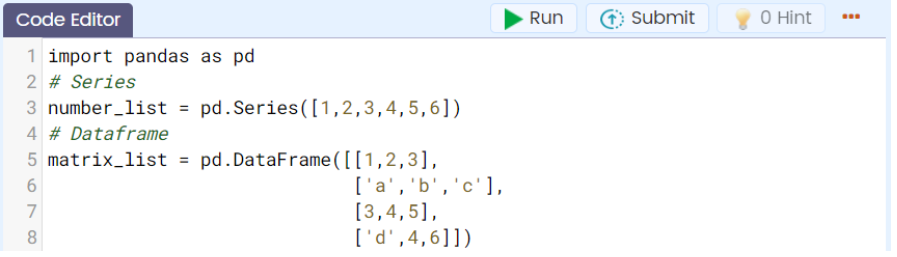 Code Editor Run Submit 0 Hint
1 import pandas as pd
2 # Series
3 number_list = pd.Series([1,2,3,4,5,6])
4 # Dataframe
5 matrix_list = pd.DataFrame([[1,2,3],
6                             ['a','b','c'],
7                             [3,4,5],
8                             ['d',4,6]])